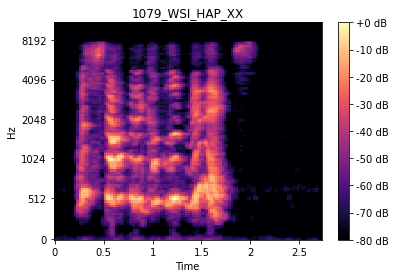 1079_WSI_HAP_XX
Hz
8192
4096
2048
1024
512
0
0 0.5 1 1.5 2 2.5
Time
+0 dB
-10 dB
-20 dB
-30 dB
-40 dB
-50 dB
-60 dB
-70 dB
-80 dB